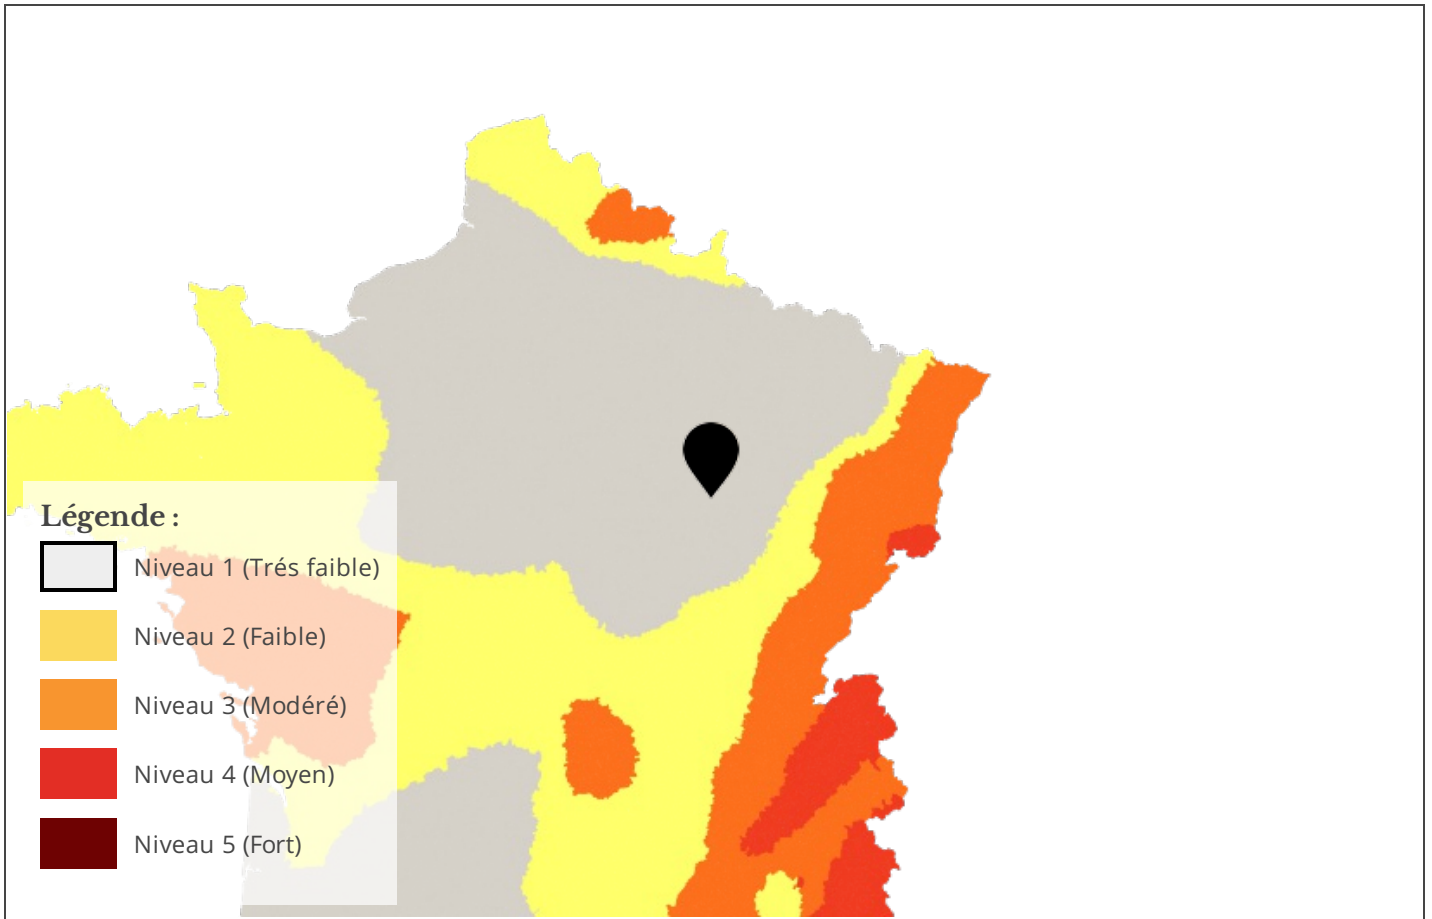 Légende :
Niveau 1 (Trés faible)
Niveau 2 (Faible)
Niveau 3 (Modéré)
Niveau 4 (Moyen)
Niveau 5 (Fort)